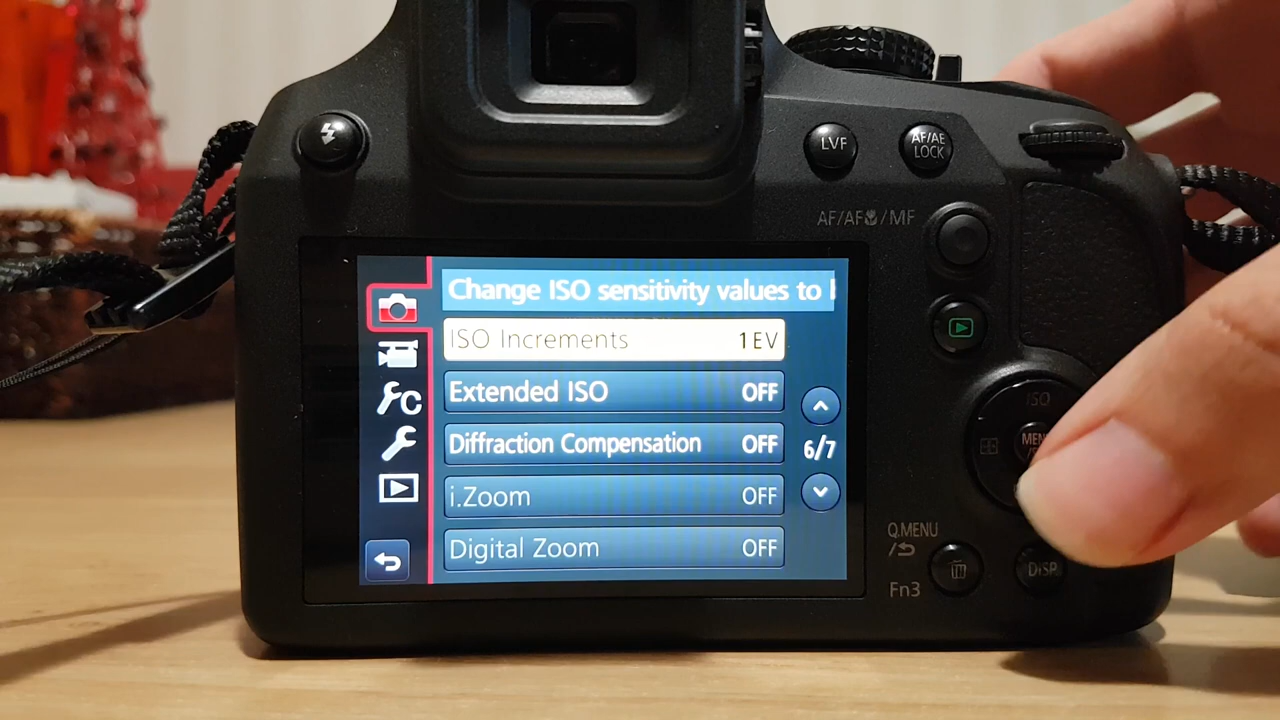 LVF
AF/AE
LOCK
AF/AF /MF
Change ISO sensitivity values to
ISO Increments 1EV
Extended ISO OFF
Diffraction Compensation OFF
i.Zoom OFF
Digital Zoom OFF
C
6/7
ISO
MENU
Q.MENU
/
Fn3
DISP.